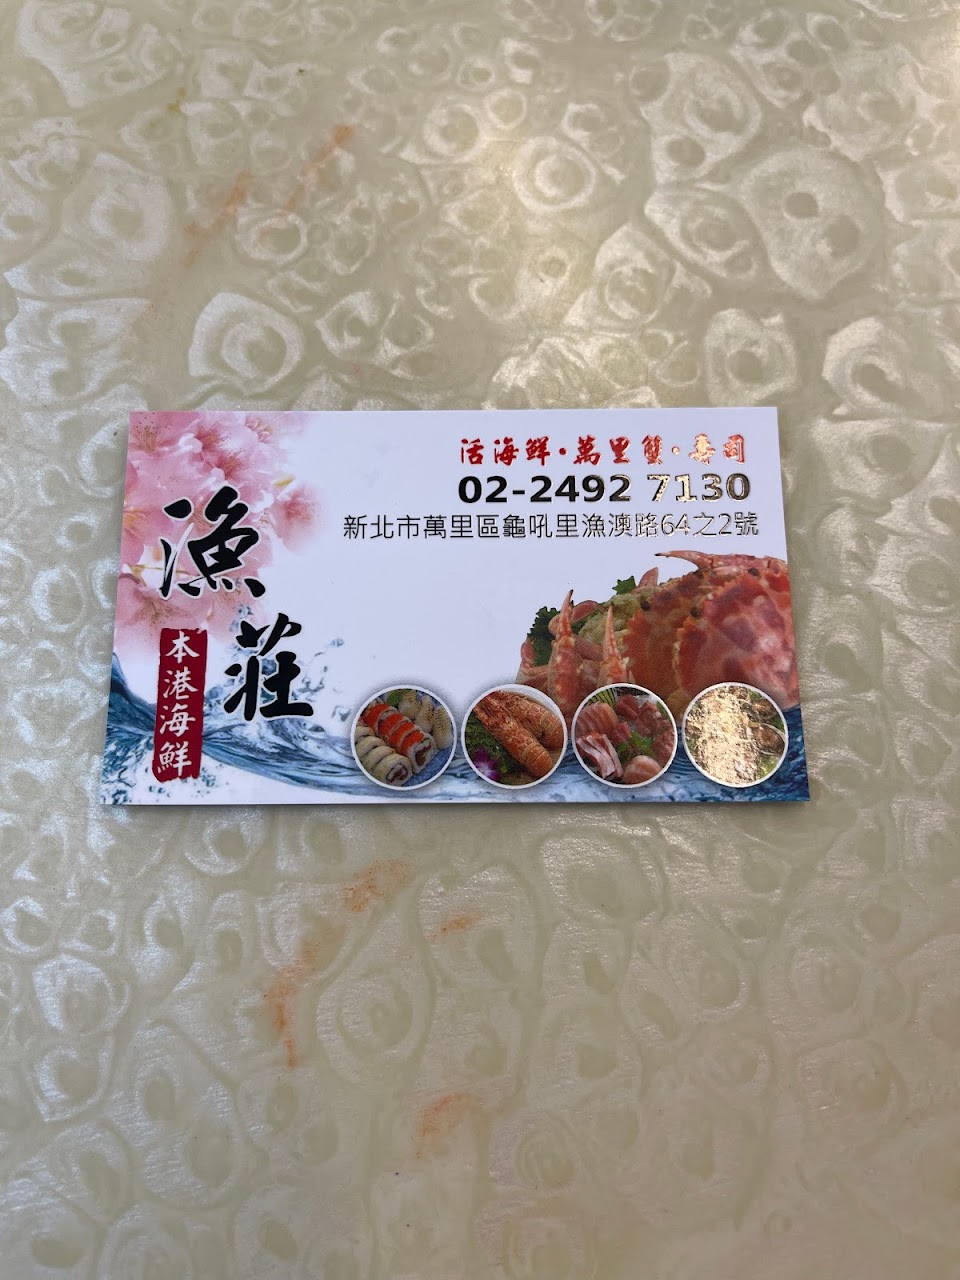 活海鮮·萬里蟹·壽司
02-2492 7130
新北市萬里區龜吼里漁澳路64之2號
漁莊
本港海鮮